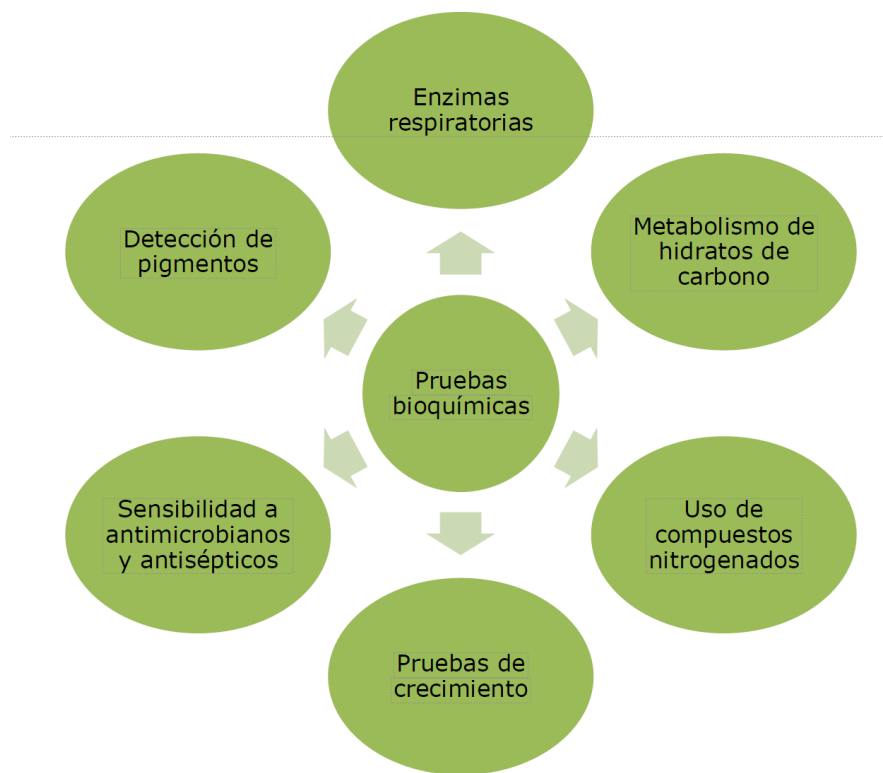 Enzimas
respiratorias
Detección de
pigmentos
Metabolismo de
hidratos de
carbono
Pruebas
bioquímicas
Sensibilidad a
antimicrobianos
y antisépticos
Uso de
compuestos
nitrogenados
Pruebas de
crecimiento